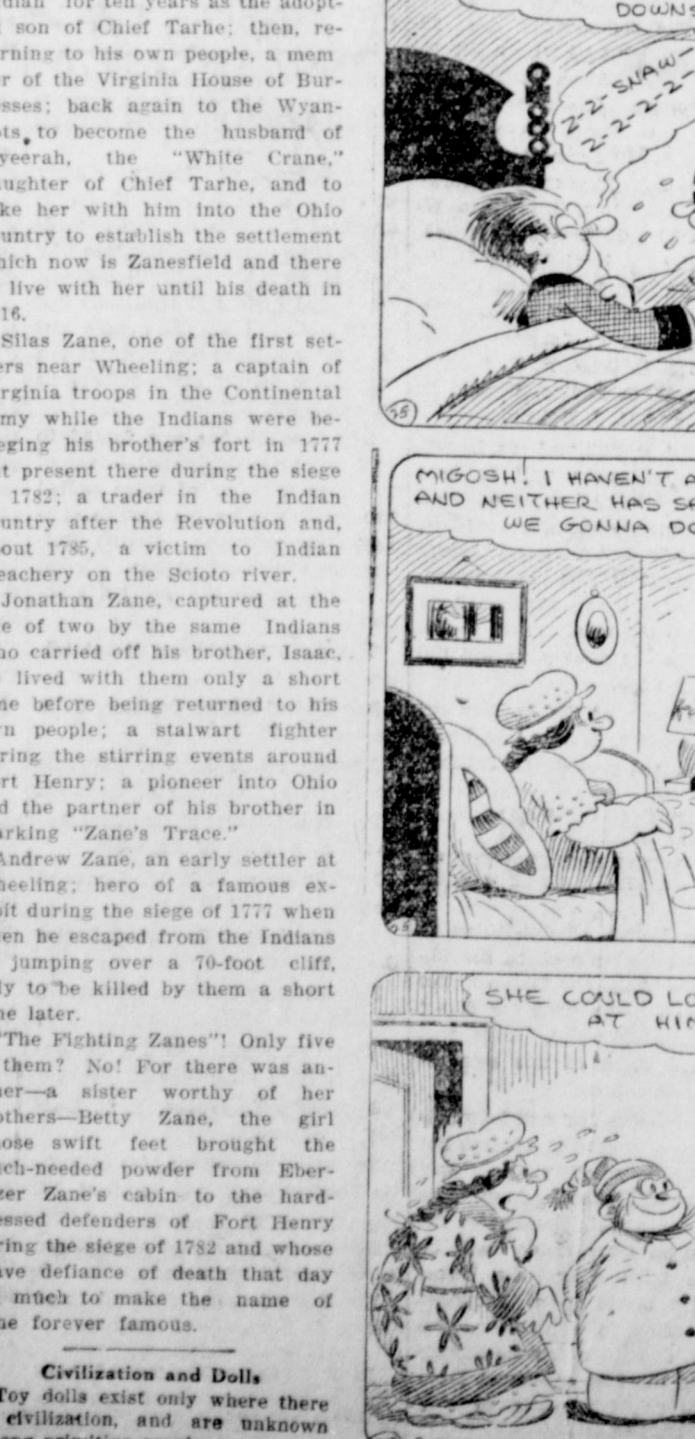 dian for ten years as the adopt-
son of Chief Tarhe; then, re-
rning to his own people, a mem
r of the Virginia House of Bur-
sses; back again to the Wyan-
ots, to become the husband of
yeerah, the "White Crane,"
aughter of Chief Tarhe, and to
ke her with him into the Ohio
untry to establish the settlement
hich now is Zanesfield and there
live with her until his death in
16.
Silas Zane, one of the first set-
ers near Wheeling; a captain of
irginia troops in the Continental
my while the Indians were be-
eging his brother's fort in 1777
t present there during the siege
1782; a trader in the Indian
untry after the Revolution and,
out 1785, a victim to Indian
eachery on the Scioto river.
Jonathan Zane, captured at the
e of two by the same Indians
ho carried off his brother, Isaac,
lived with them only a short
me before being returned to his
n people; a stalwart fighter
ring the stirring events around
rt Henry; a pioneer into Ohio
d the partner of his brother in
arking "Zane's Trace."
Andrew Zane, an early settler at
heeling; hero of a famous ex-
oit during the siege of 1777 when
en he escaped from the Indians
jumping over a 70-foot cliff,
ly to be killed by them a short
me later.
"The Fighting Zanes"! Only five
them? No! For there was an-
her—a sister worthy of her
others—Betty Zane, the girl
ose swift feet brought the
ch-needed powder from Eber-
zer Zane's cabin to the hard-
essed defenders of Fort Henry
ring the siege of 1782 and whose
ave defiance of death that day
much to make the name of
ne forever famous.
Civilization and Dolls
Toy dolls exist only where there
civilization, and are unknown
DOWNS
Z-Z- SNAW-
Z-Z-Z-Z-Z-
MIGOSH! I HAVEN'T A
AND NEITHER HAS SA
WE GONNA DO
SHE COULD LO
AT HIM